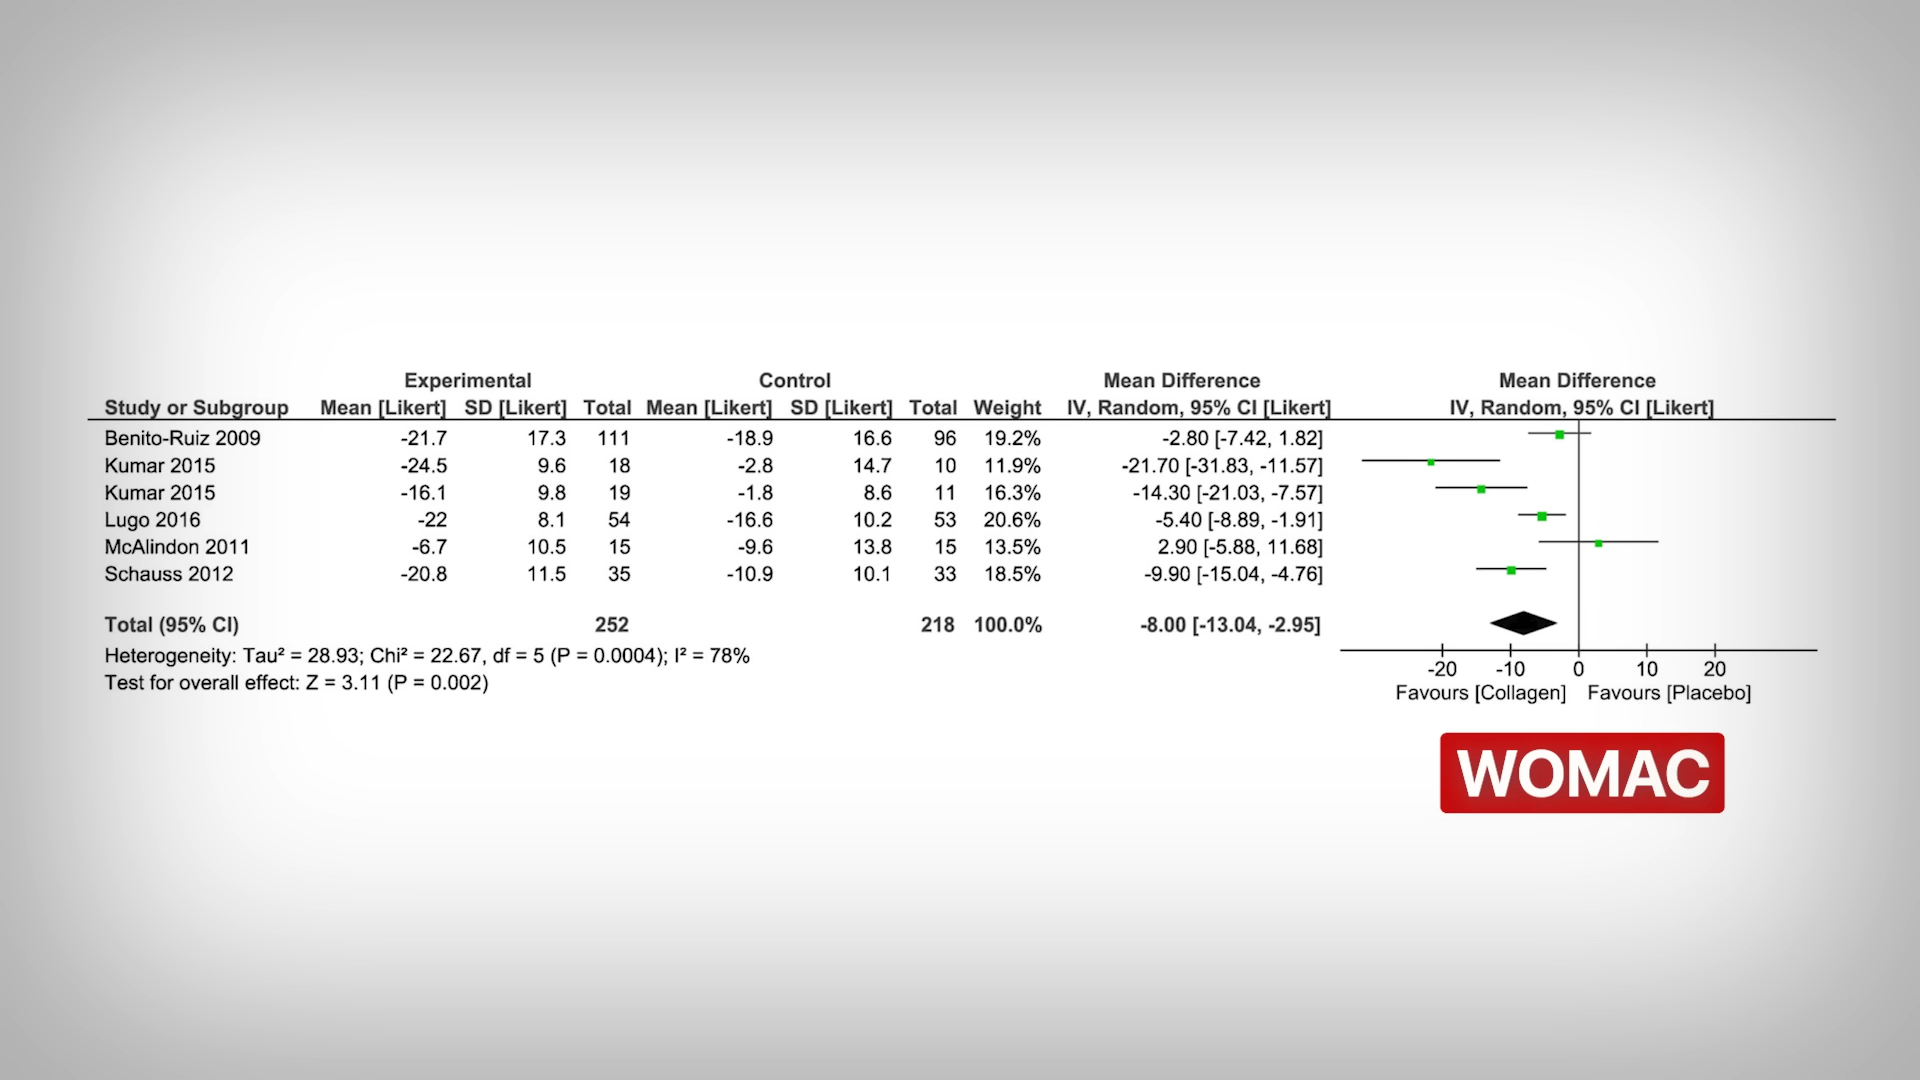 Experimental Control Mean Difference Mean Difference
Study or Subgroup Mean [Likert] SD [Likert] Total Mean [Likert] SD [Likert] Total Weight IV, Random, 95% CI [Likert] IV, Random, 95% CI [Likert]
Benito-Ruiz 2009 -21.7 17.3 111 -18.9 16.6 96 19.2% -2.80 [-7.42, 1.82]
Kumar 2015 -24.5 9.6 18 -2.8 14.7 10 11.9% -21.70 [-31.83, -11.57]
Kumar 2015 -16.1 9.8 19 -1.8 8.6 11 16.3% -14.30 [-21.03, -7.57]
Lugo 2016 -22 8.1 54 -16.6 10.2 53 20.6% -5.40 [-8.89, -1.91]
McAlindon 2011 -6.7 10.5 15 -9.6 13.8 15 13.5% 2.90 [-5.88, 11.68]
Schauss 2012 -20.8 11.5 35 -10.9 10.1 33 18.5% -9.90 [-15.04, -4.76]
Total (95% CI) 252 218 100.0% -8.00 [-13.04, -2.95]
Heterogeneity: Tau² = 28.93; Chi² = 22.67, df = 5 (P = 0.0004); I² = 78%
Test for overall effect: Z = 3.11 (P = 0.002)
-20 -10 0 10 20
Favours [Collagen] Favours [Placebo]
WOMAC